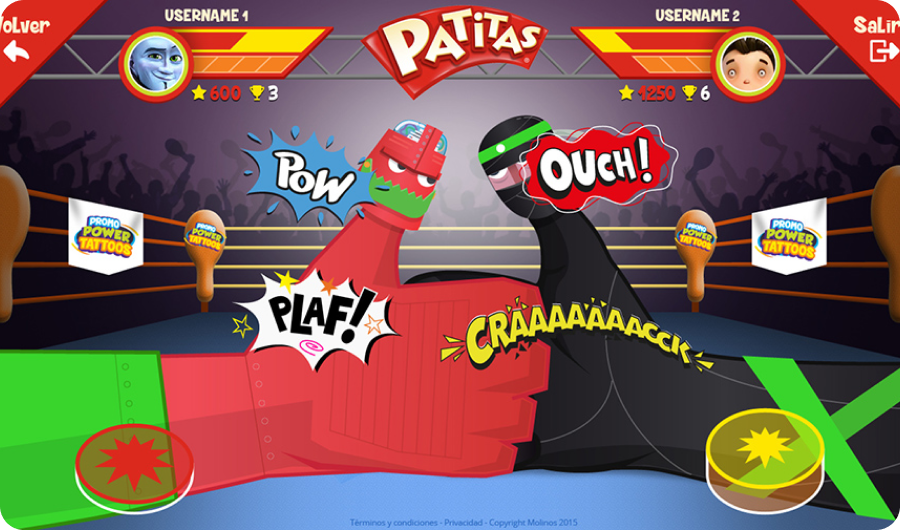 Volver
USERNAME 1
600
3
PATITAS
USERNAME 2
1250
6
Salir
POW
OUCH!
PROMO
POWER
TATTOOS
PROMO
POWER
TATTOOS
PROMO
POWER
TATTOOS
PROMO
POWER
TATTOOS
PLAF!
CRAAAAAAACCK
Términos y condiciones - Privacidad - Copyright Molinos 2015